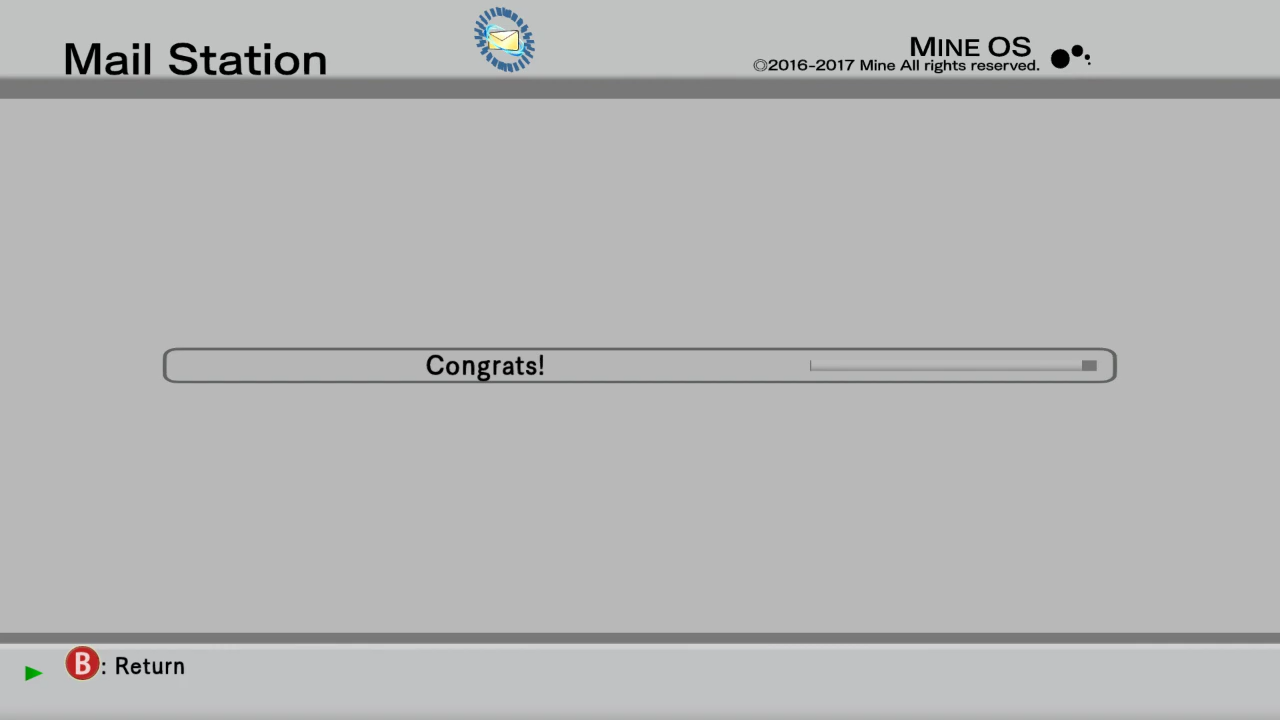 Mail Station
MINE OS
©2016-2017 Mine All rights reserved.
Congrats!
B: Return